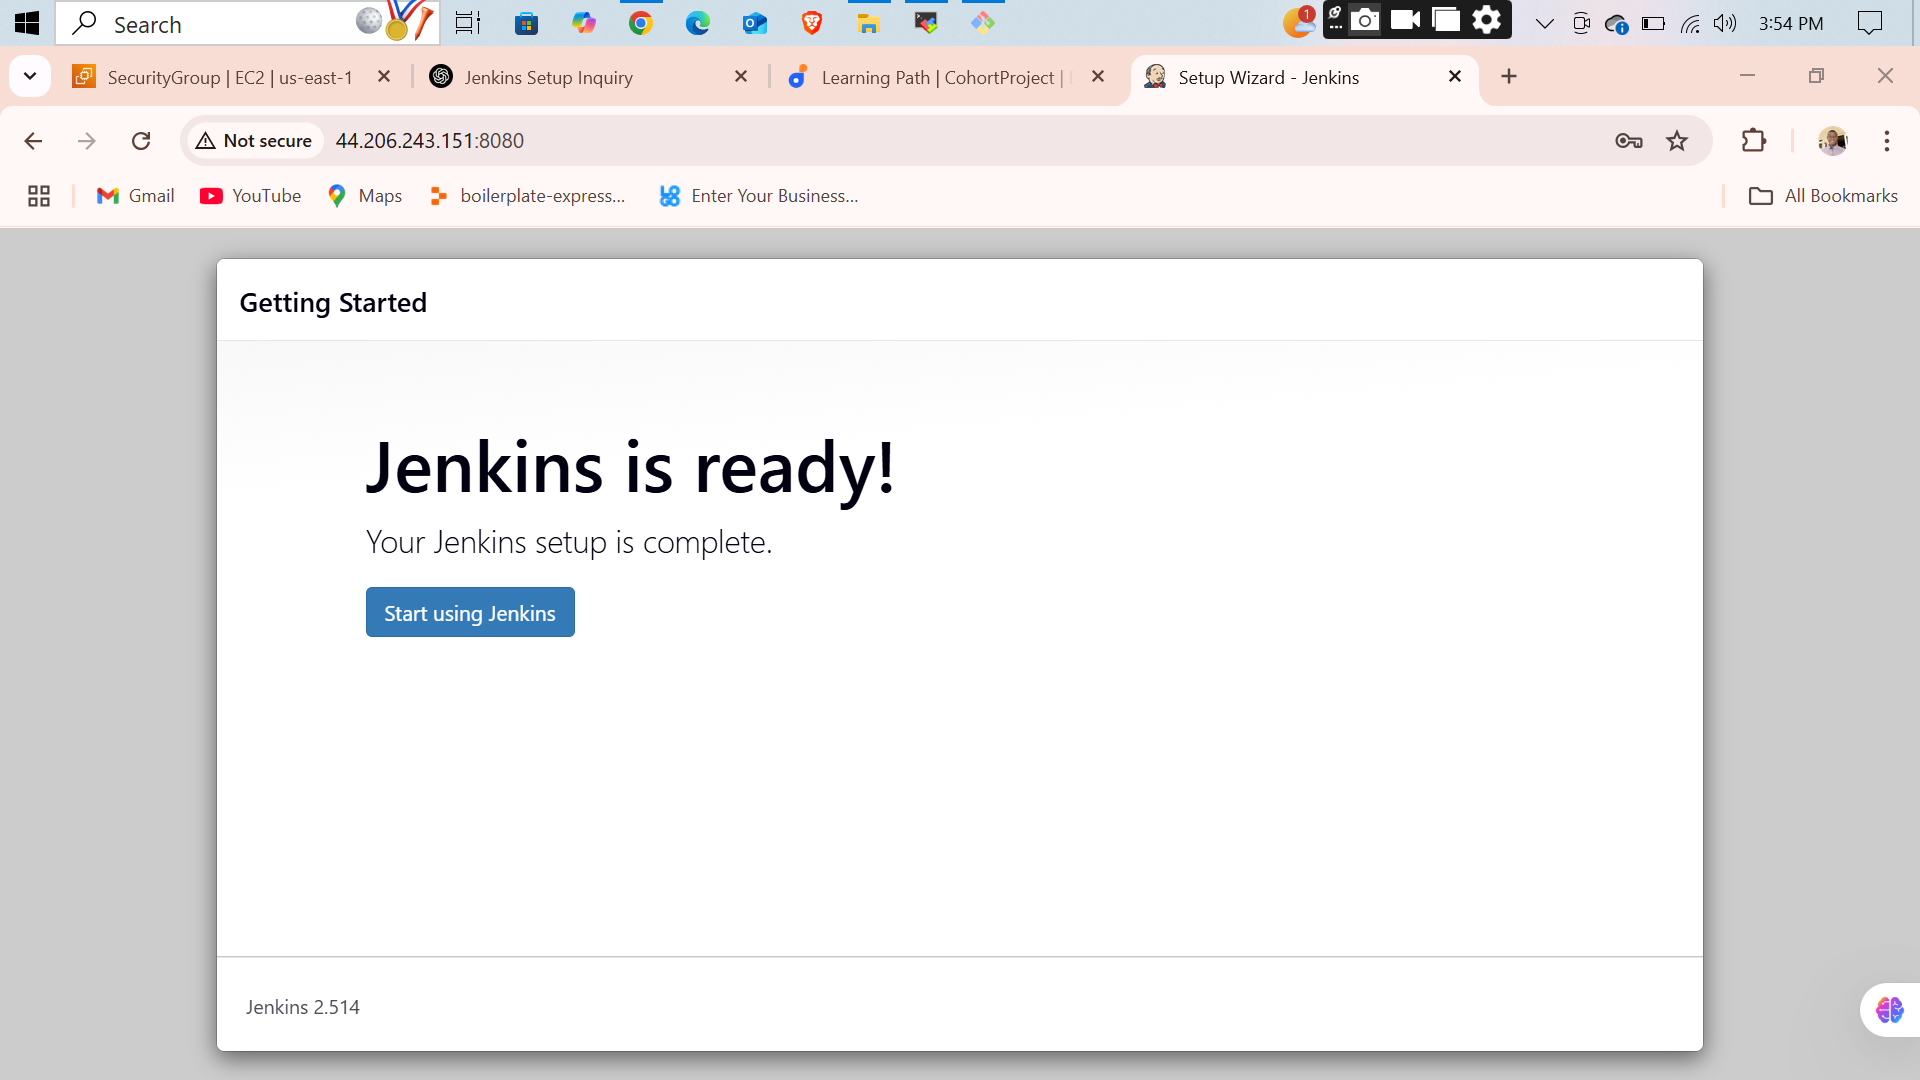 Search
1
3:54 PM
SecurityGroup | EC2 | us-east-1
Jenkins Setup Inquiry
Learning Path | CohortProject |
Setup Wizard - Jenkins
Not secure
44.206.243.151:8080
Gmail
YouTube
Maps
boilerplate-express...
Enter Your Business...
All Bookmarks
Getting Started
Jenkins is ready!
Your Jenkins setup is complete.
Start using Jenkins
Jenkins 2.514